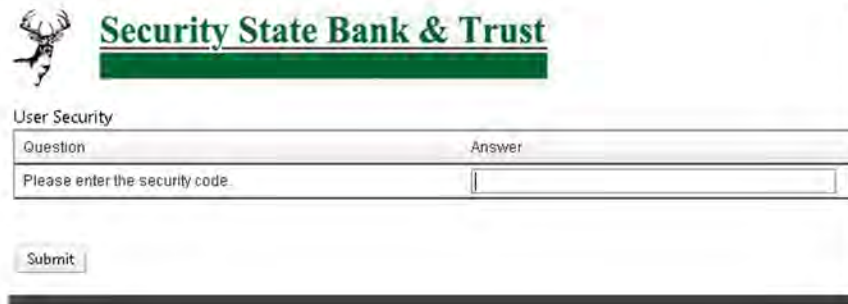 Security State Bank & Trust
User Security
Question Answer
Please enter the security code.
Submit